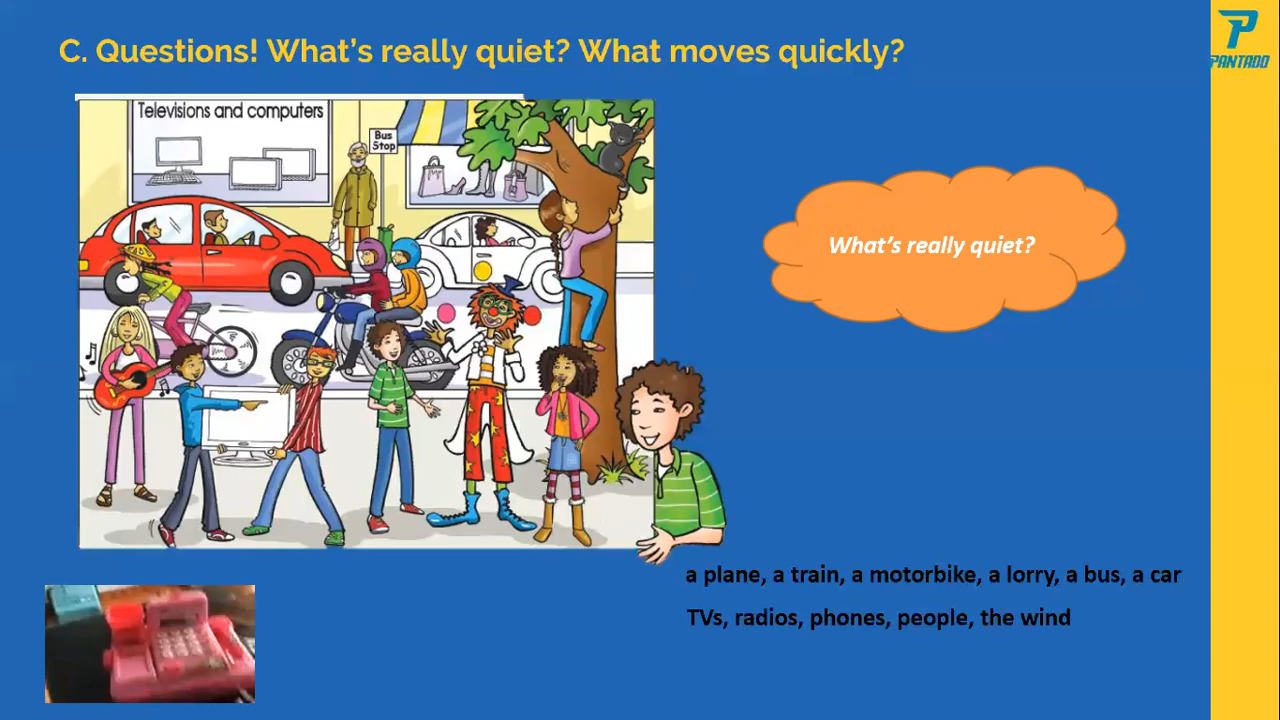 C. Questions! What's really quiet? What moves quickly?
PANTADO
Televisions and computers
Bus
Stop
What's really quiet?
a plane, a train, a motorbike, a lorry, a bus, a car
TVs, radios, phones, people, the wind